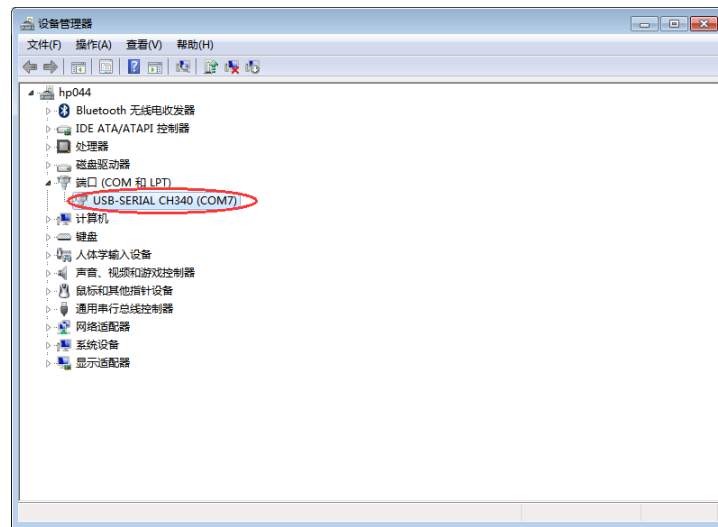 设备管理器
文件(F) 操作(A) 查看(V) 帮助(H)
hp044
Bluetooth 无线电收发器
IDE ATA/ATAPI 控制器
处理器
磁盘驱动器
端口 (COM 和 LPT)
USB-SERIAL CH340 (COM7)
计算机
键盘
人体学输入设备
声音、视频和游戏控制器
鼠标和其他指针设备
通用串行总线控制器
网络适配器
系统设备
显示适配器